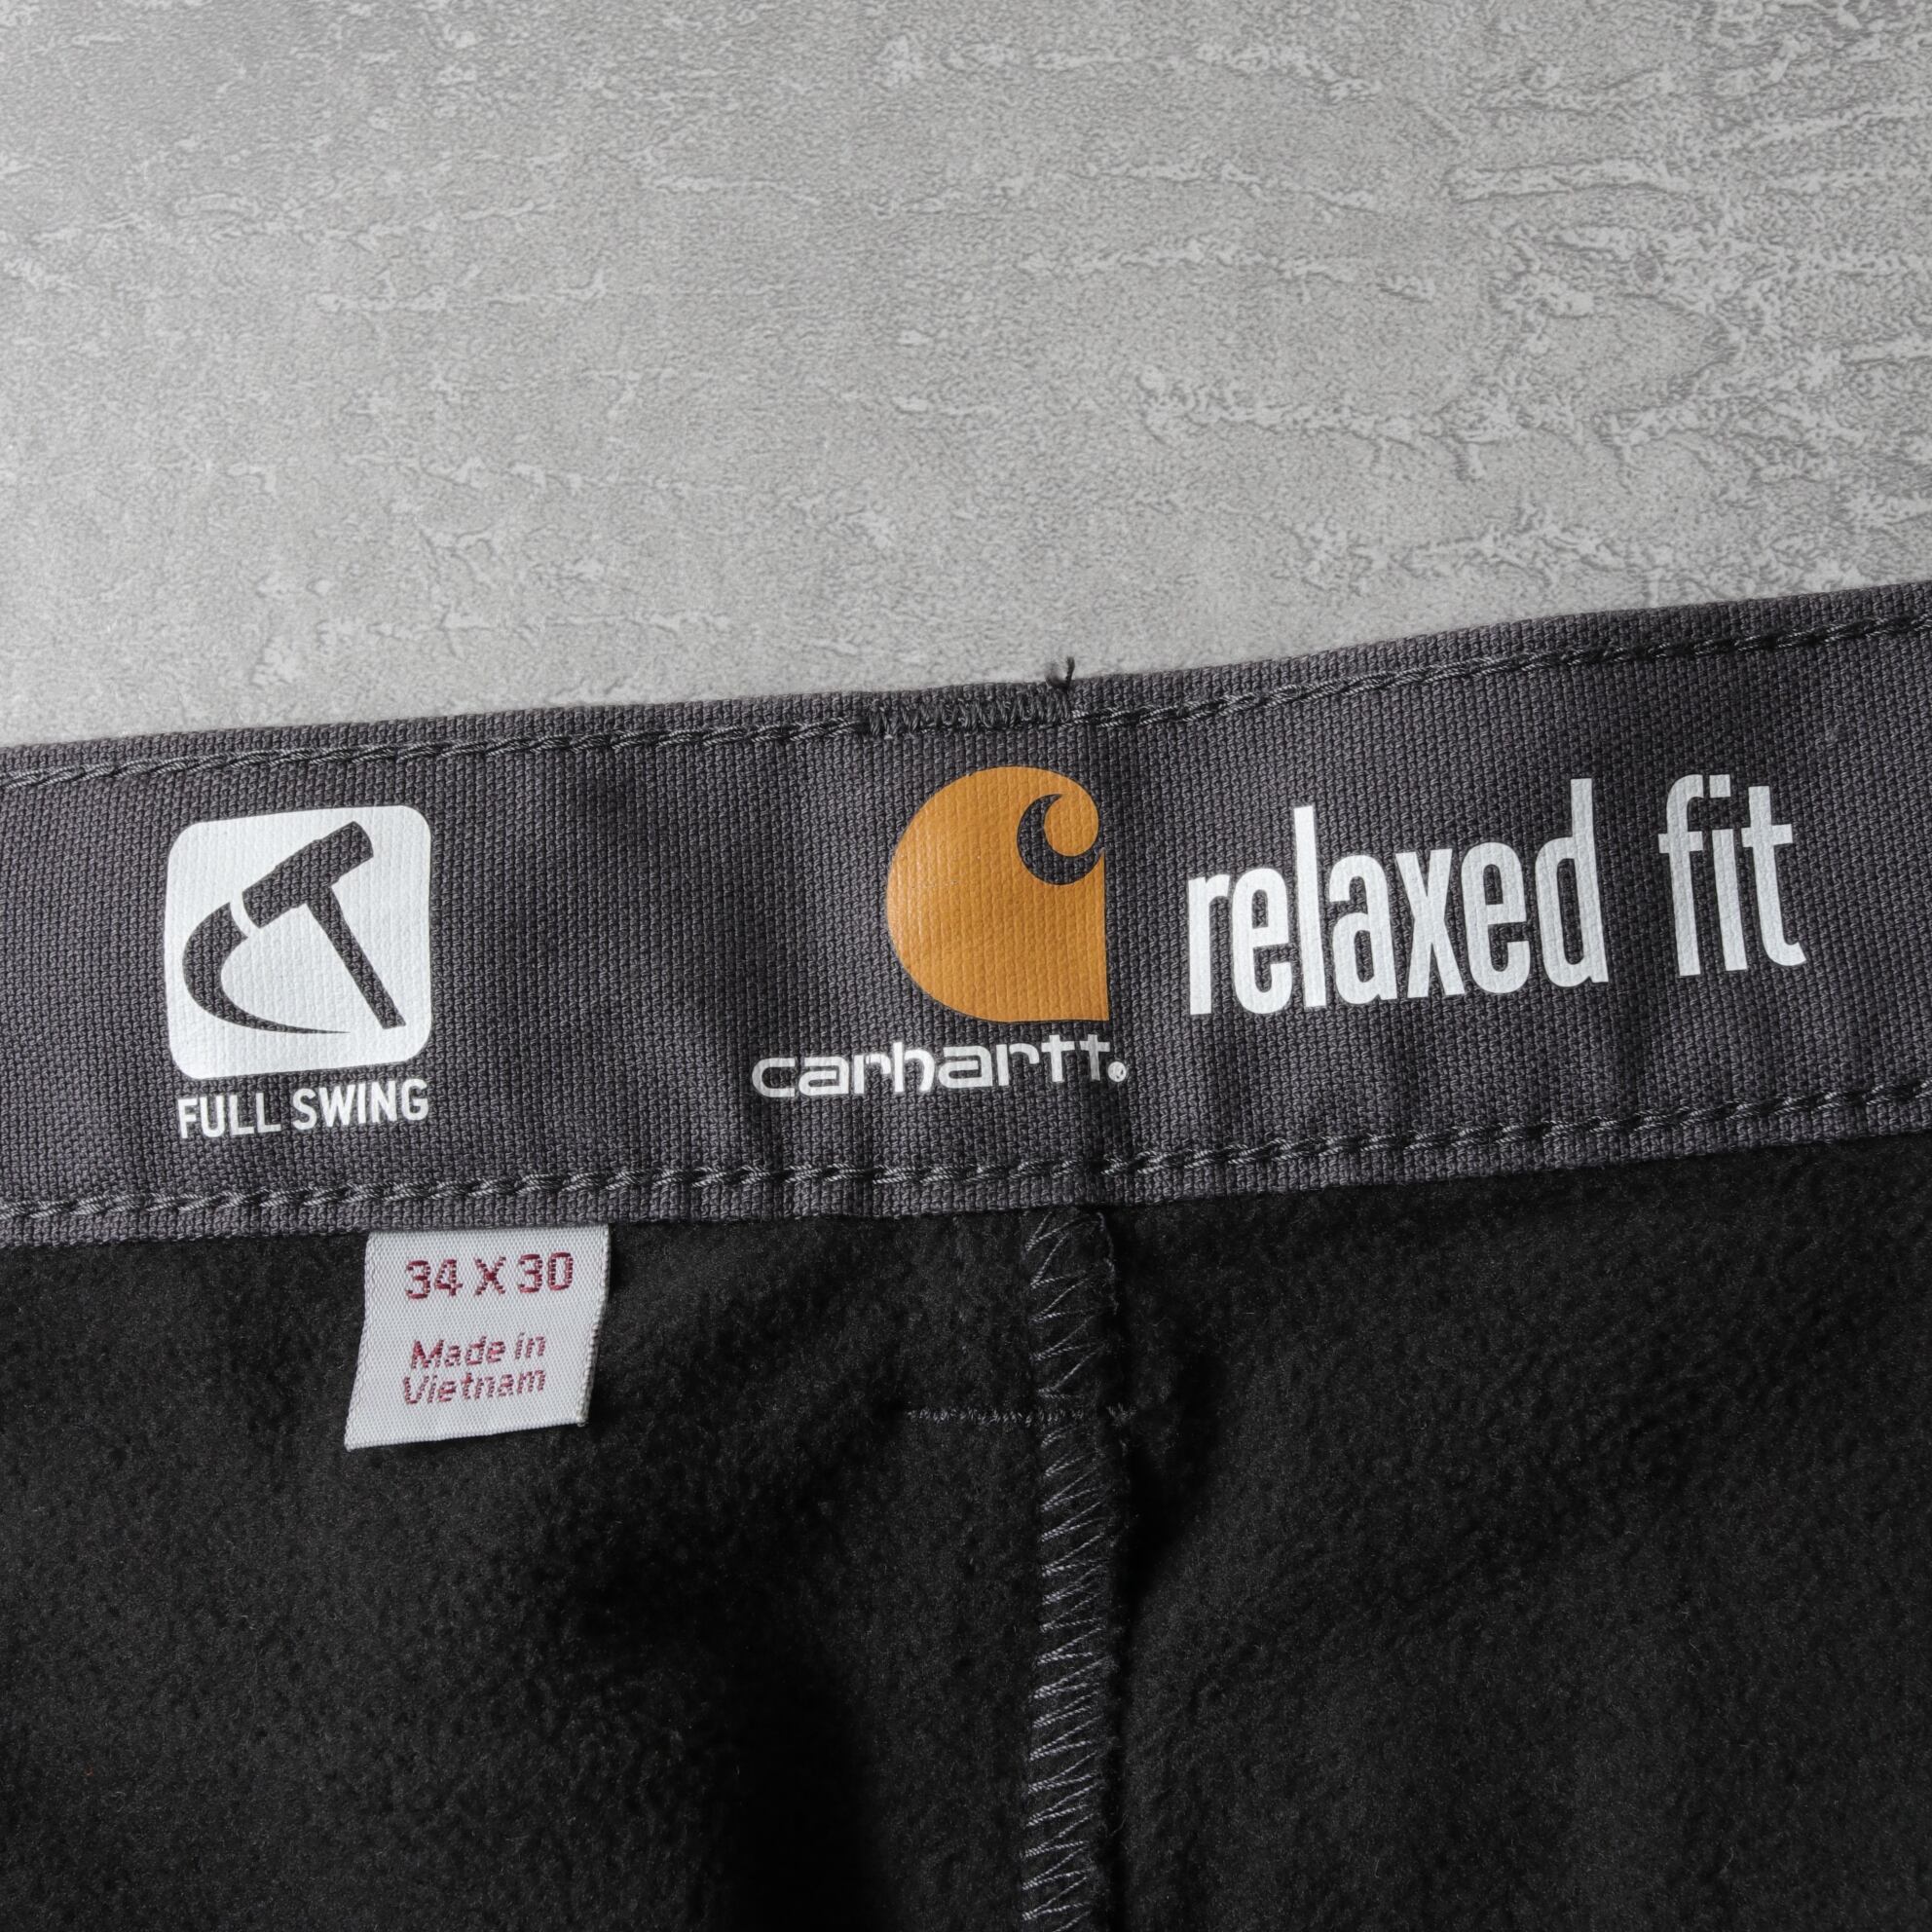 FULL SWING
carhartt®
relaxed fit
34 X 30
Made in
Vietnam